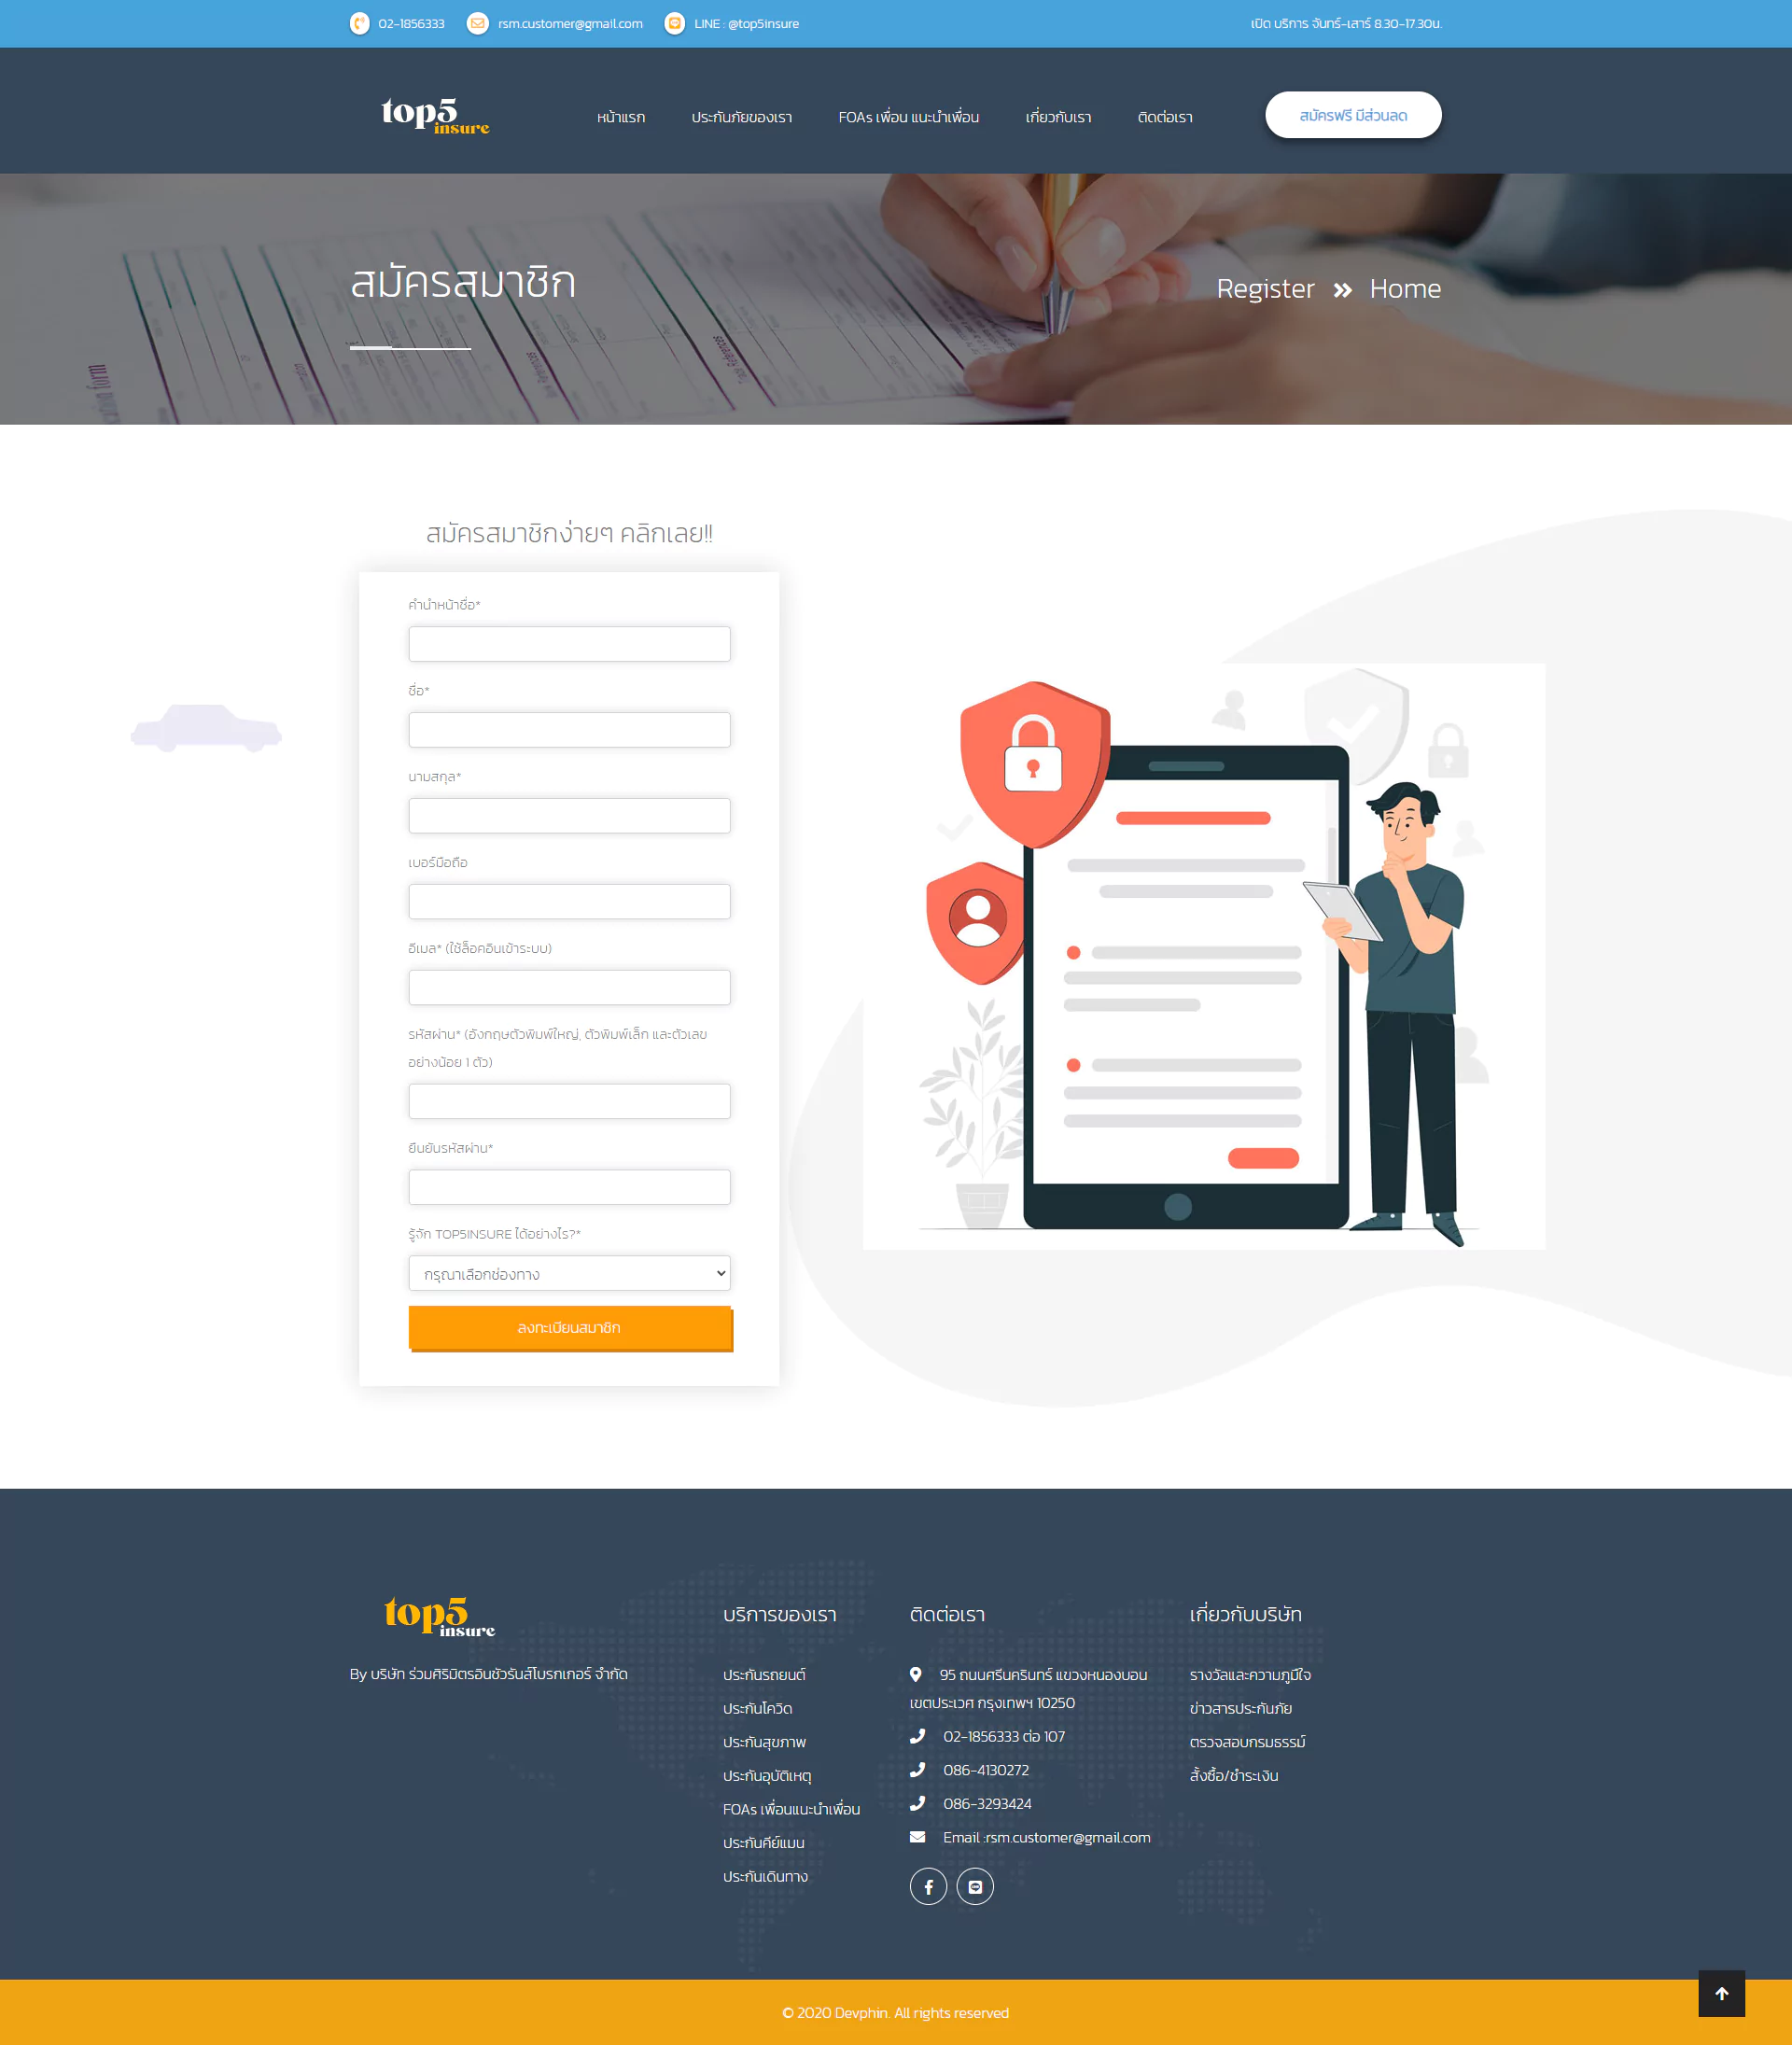 02-1856333
rsm.customer@gmail.com
LINE : @top5insure
เปิด บริการ จันทร์-เสาร์ 8.30-17.30น.
top5
insure
หน้าแรก
ประกันภัยของเรา
FOAs เพื่อน แนะนำเพื่อน
เกี่ยวกับเรา
ติดต่อเรา
สมัครฟรี มีส่วนลด
สมัครสมาชิก
Register
Home
สมัครสมาชิกง่ายๆ คลิกเลย!!
คำนำหน้าชื่อ*
ชื่อ*
นามสกุล*
เบอร์มือถือ
อีเมล* (ใช้ล็อคอินเข้าระบบ)
รหัสผ่าน* (อังกฤษตัวพิมพ์ใหญ่, ตัวพิมพ์เล็ก และตัวเลข
อย่างน้อย 1 ตัว)
ยืนยันรหัสผ่าน*
รู้จัก TOP5INSURE ได้อย่างไร?*
กรุณาเลือกช่องทาง
ลงทะเบียนสมาชิก
top5
insure
By บริษัท ร่วมศิริมิตรอินชัวรันส์โบรกเกอร์ จำกัด
บริการของเรา
ประกันรถยนต์
ประกันโควิด
ประกันสุขภาพ
ประกันอุบัติเหตุ
FOAs เพื่อนแนะนำเพื่อน
ประกันคีย์แมน
ประกันเดินทาง
ติดต่อเรา
95 ถนนศรีนครินทร์ แขวงหนองบอน
เขตประเวศ กรุงเทพฯ 10250
02-1856333 ต่อ 107
086-4130272
086-3293424
Email :rsm.customer@gmail.com
เกี่ยวกับบริษัท
รางวัลและความภูมีใจ
ข่าวสารประกันภัย
ตรวจสอบกรมธรรม์
สั้งซื้อ/ชำระเงิน
© 2020 Devphin. All rights reserved